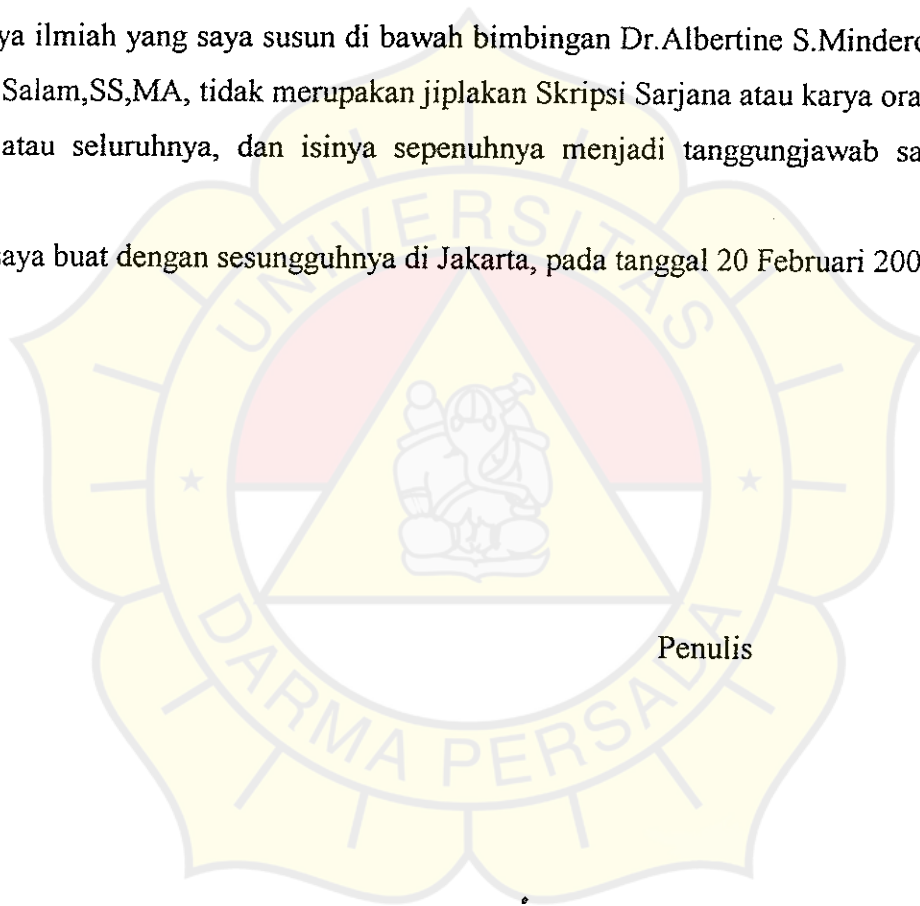 ya ilmiah yang saya susun di bawah bimbingan Dr.Albertine S.Mindero
Salam,SS,MA, tidak merupakan jiplakan Skripsi Sarjana atau karya ora
atau seluruhnya, dan isinya sepenuhnya menjadi tanggungjawab sa
saya buat dengan sesungguhnya di Jakarta, pada tanggal 20 Februari 200
UNIVERSITAS
DARMA PERSADA
Penulis